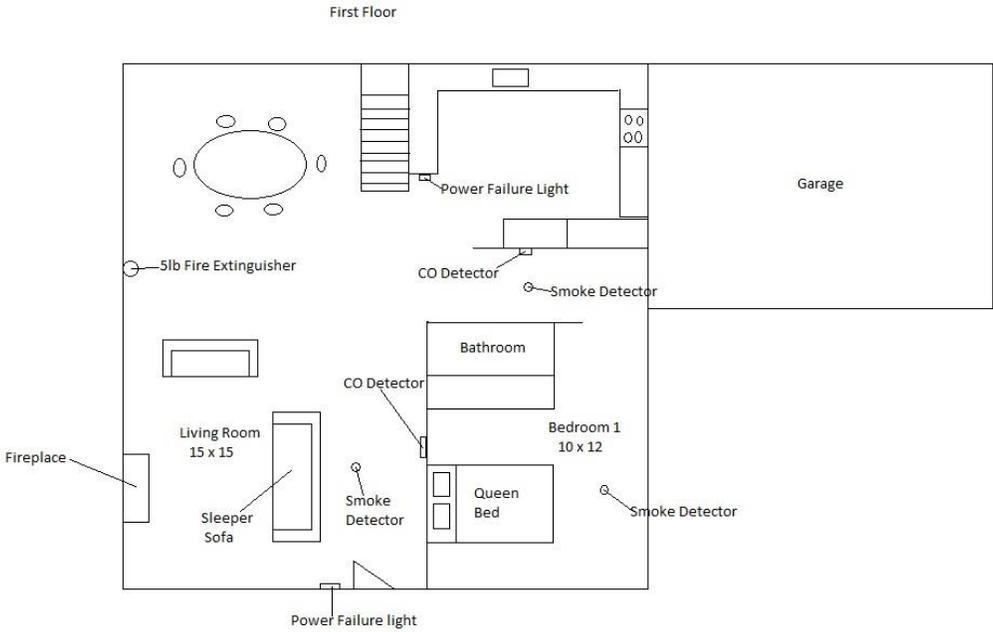 First Floor
Garage
Power Failure Light
5lb Fire Extinguisher
CO Detector
Smoke Detector
Bathroom
CO Detector
Living Room
15 x 15
Bedroom 1
10 x 12
Fireplace
Sleeper
Sofa
Smoke
Detector
Queen
Bed
Smoke Detector
Power Failure light